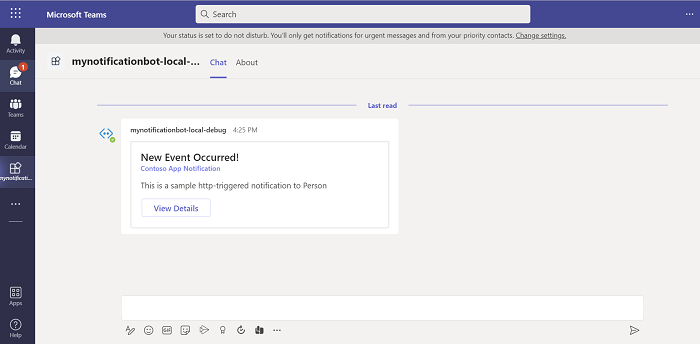 Microsoft Teams
Search
Your status is set to do not disturb. You'll only get notifications for urgent messages and from your priority contacts. Change settings.
Activity
1
Chat
Teams
Calendar
mynotificati...
Apps
Help
mynotificationbot-local-...
Chat
About
Last read
mynotificationbot-local-debug 4:25 PM
New Event Occurred!
Contoso App Notification
This is a sample http-triggered notification to Person
View Details
GIF